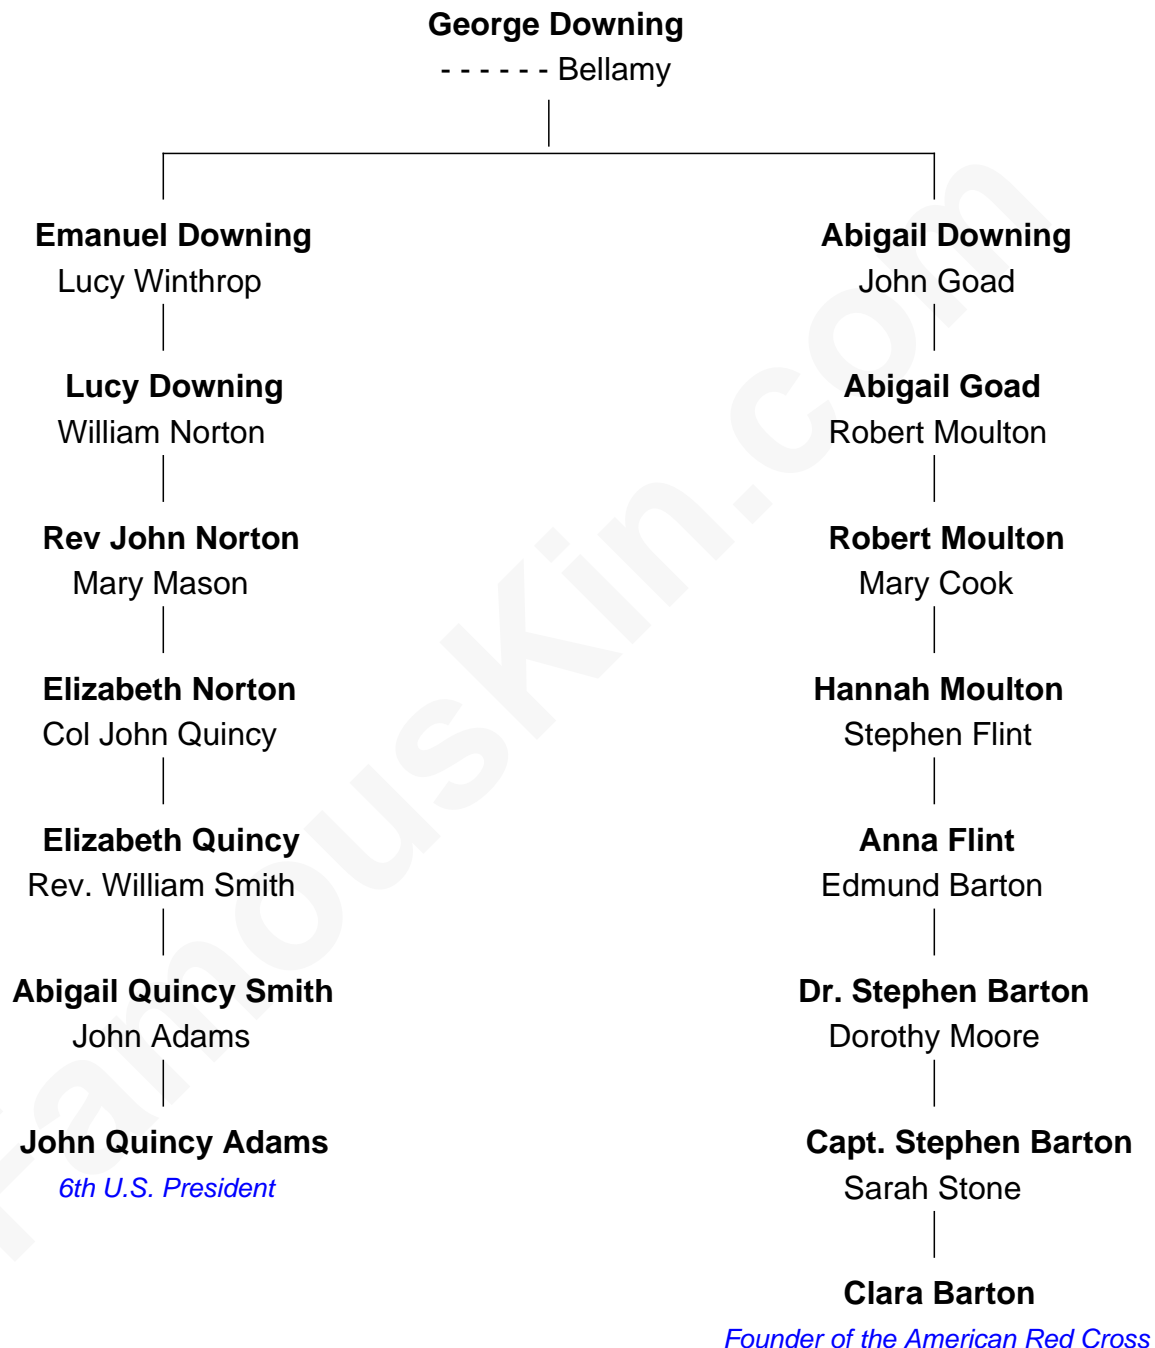 George Downing
- - - - - - Bellamy
Emanuel Downing
Lucy Winthrop
Abigail Downing
John Goad
Lucy Downing
William Norton
Abigail Goad
Robert Moulton
Rev John Norton
Mary Mason
Robert Moulton
Mary Cook
Elizabeth Norton
Col John Quincy
Hannah Moulton
Stephen Flint
Elizabeth Quincy
Rev. William Smith
Anna Flint
Edmund Barton
Abigail Quincy Smith
John Adams
Dr. Stephen Barton
Dorothy Moore
John Quincy Adams
6th U.S. President
Capt. Stephen Barton
Sarah Stone
Clara Barton
Founder of the American Red Cross
FamousKin.com